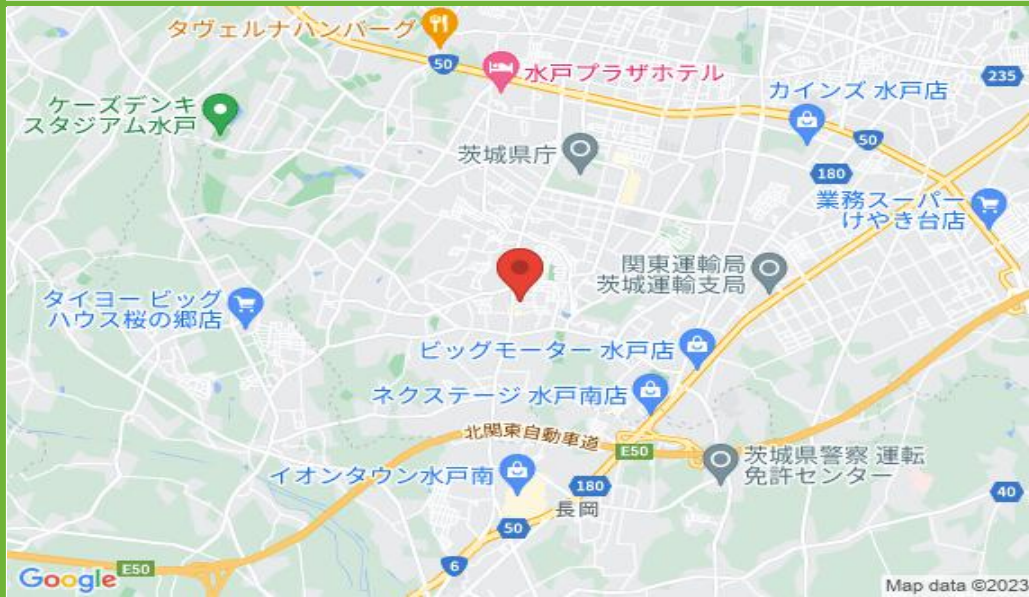 タヴェルナハンバーグ
50
水戸プラザホテル
235
ケーズデンキ
スタジアム水戸
カインズ 水戸店
茨城県庁
50
180
業務スーパー
けやき台店
関東運輸局
茨城運輸支局
タイヨー ビッグ
ハウス桜の郷店
ビッグモーター 水戸店
ネクステージ 水戸南店
北関東自動車道
E50
茨城県警察 運転
免許センター
イオンタウン水戸南
180
40
長岡
50
6
E50
Google
Map data ©2023